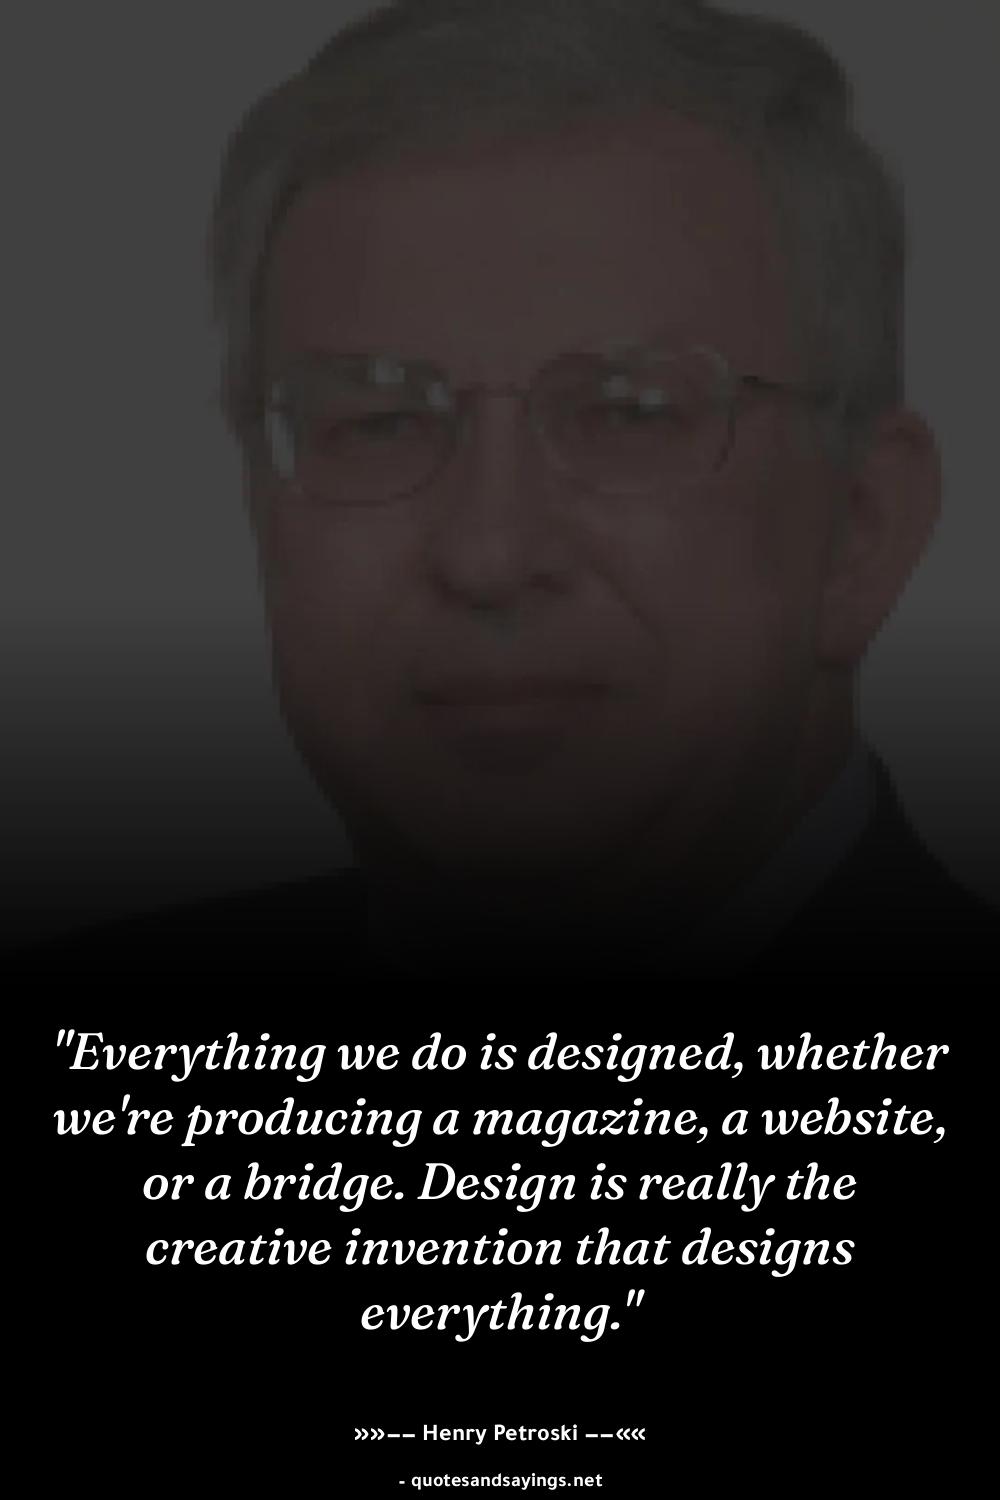 "Everything we do is designed, whether
we're producing a magazine, a website,
or a bridge. Design is really the
creative invention that designs
everything."
»»–– Henry Petroski ––««
- quotesandsayings.net